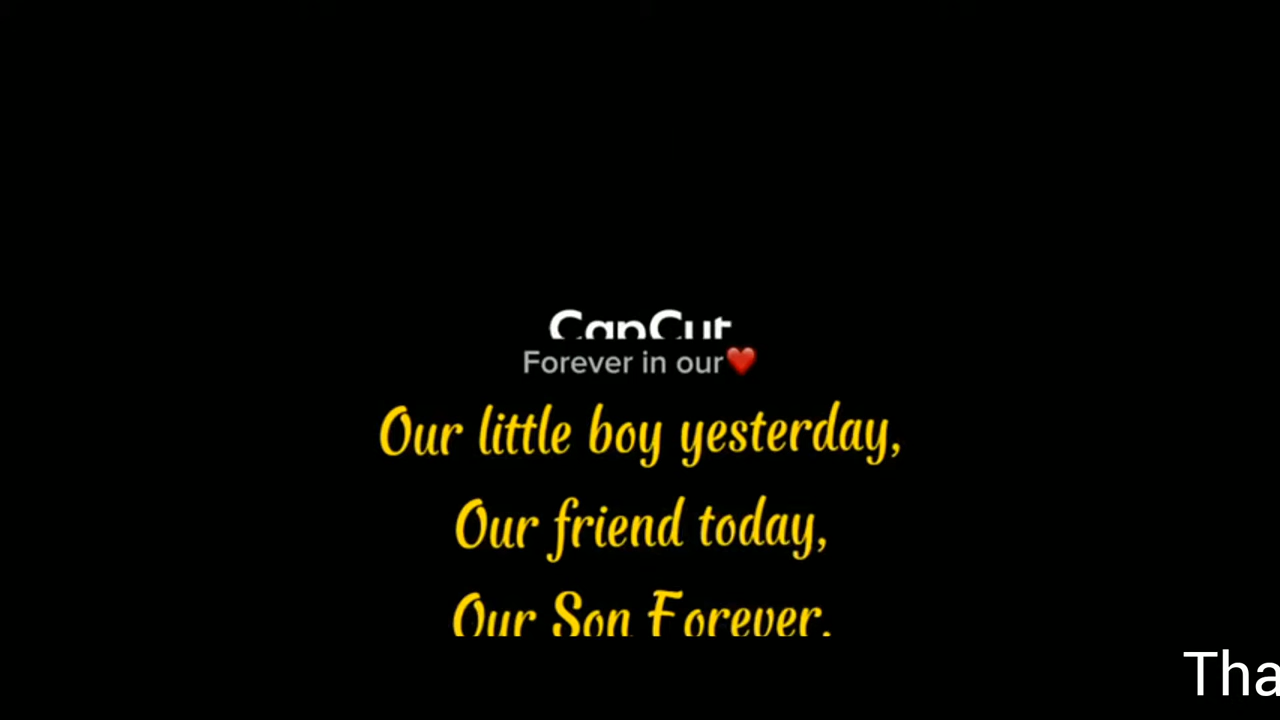 CapCut
Forever in our❤️
Our little boy yesterday,
Our friend today,
Our Son Forever.
Tha